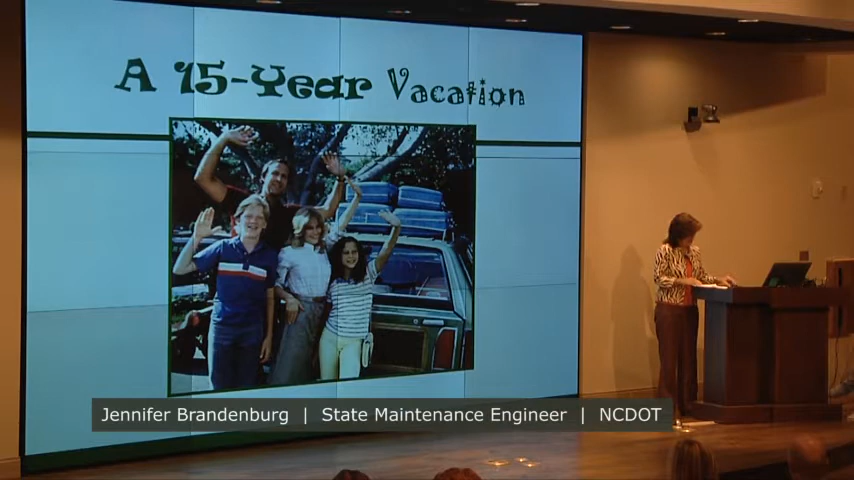 A 15-Year Vacation
Jennifer Brandenburg | State Maintenance Engineer | NCDOT